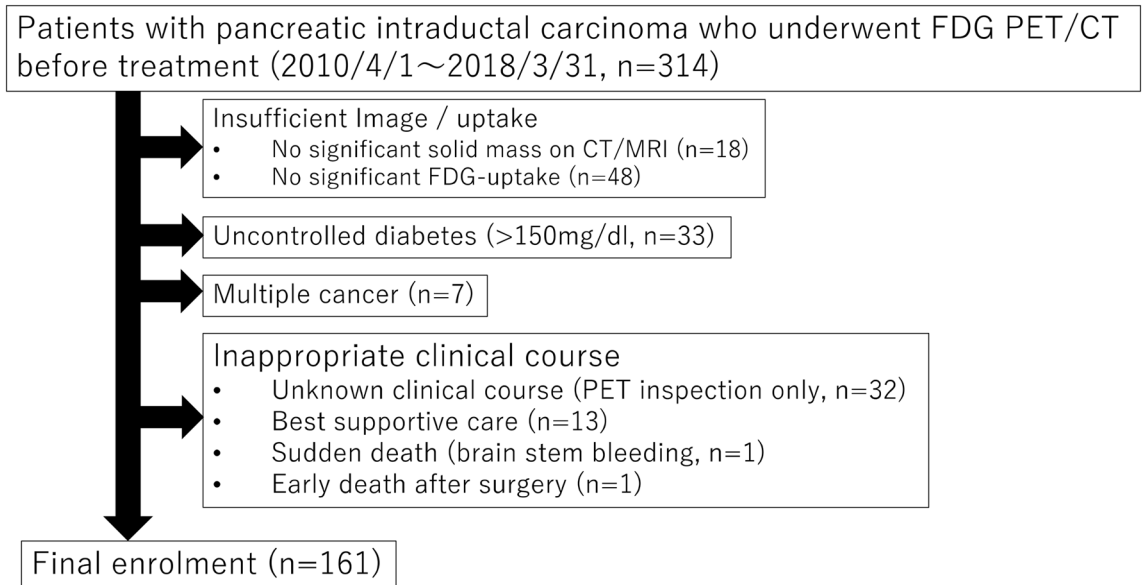 Patients with pancreatic intraductal carcinoma who underwent FDG PET/CT
before treatment (2010/4/1～2018/3/31, n=314)
Insufficient Image / uptake
• No significant solid mass on CT/MRI (n=18)
• No significant FDG-uptake (n=48)
Uncontrolled diabetes (>150mg/dl, n=33)
Multiple cancer (n=7)
Inappropriate clinical course
• Unknown clinical course (PET inspection only, n=32)
• Best supportive care (n=13)
• Sudden death (brain stem bleeding, n=1)
• Early death after surgery (n=1)
Final enrolment (n=161)